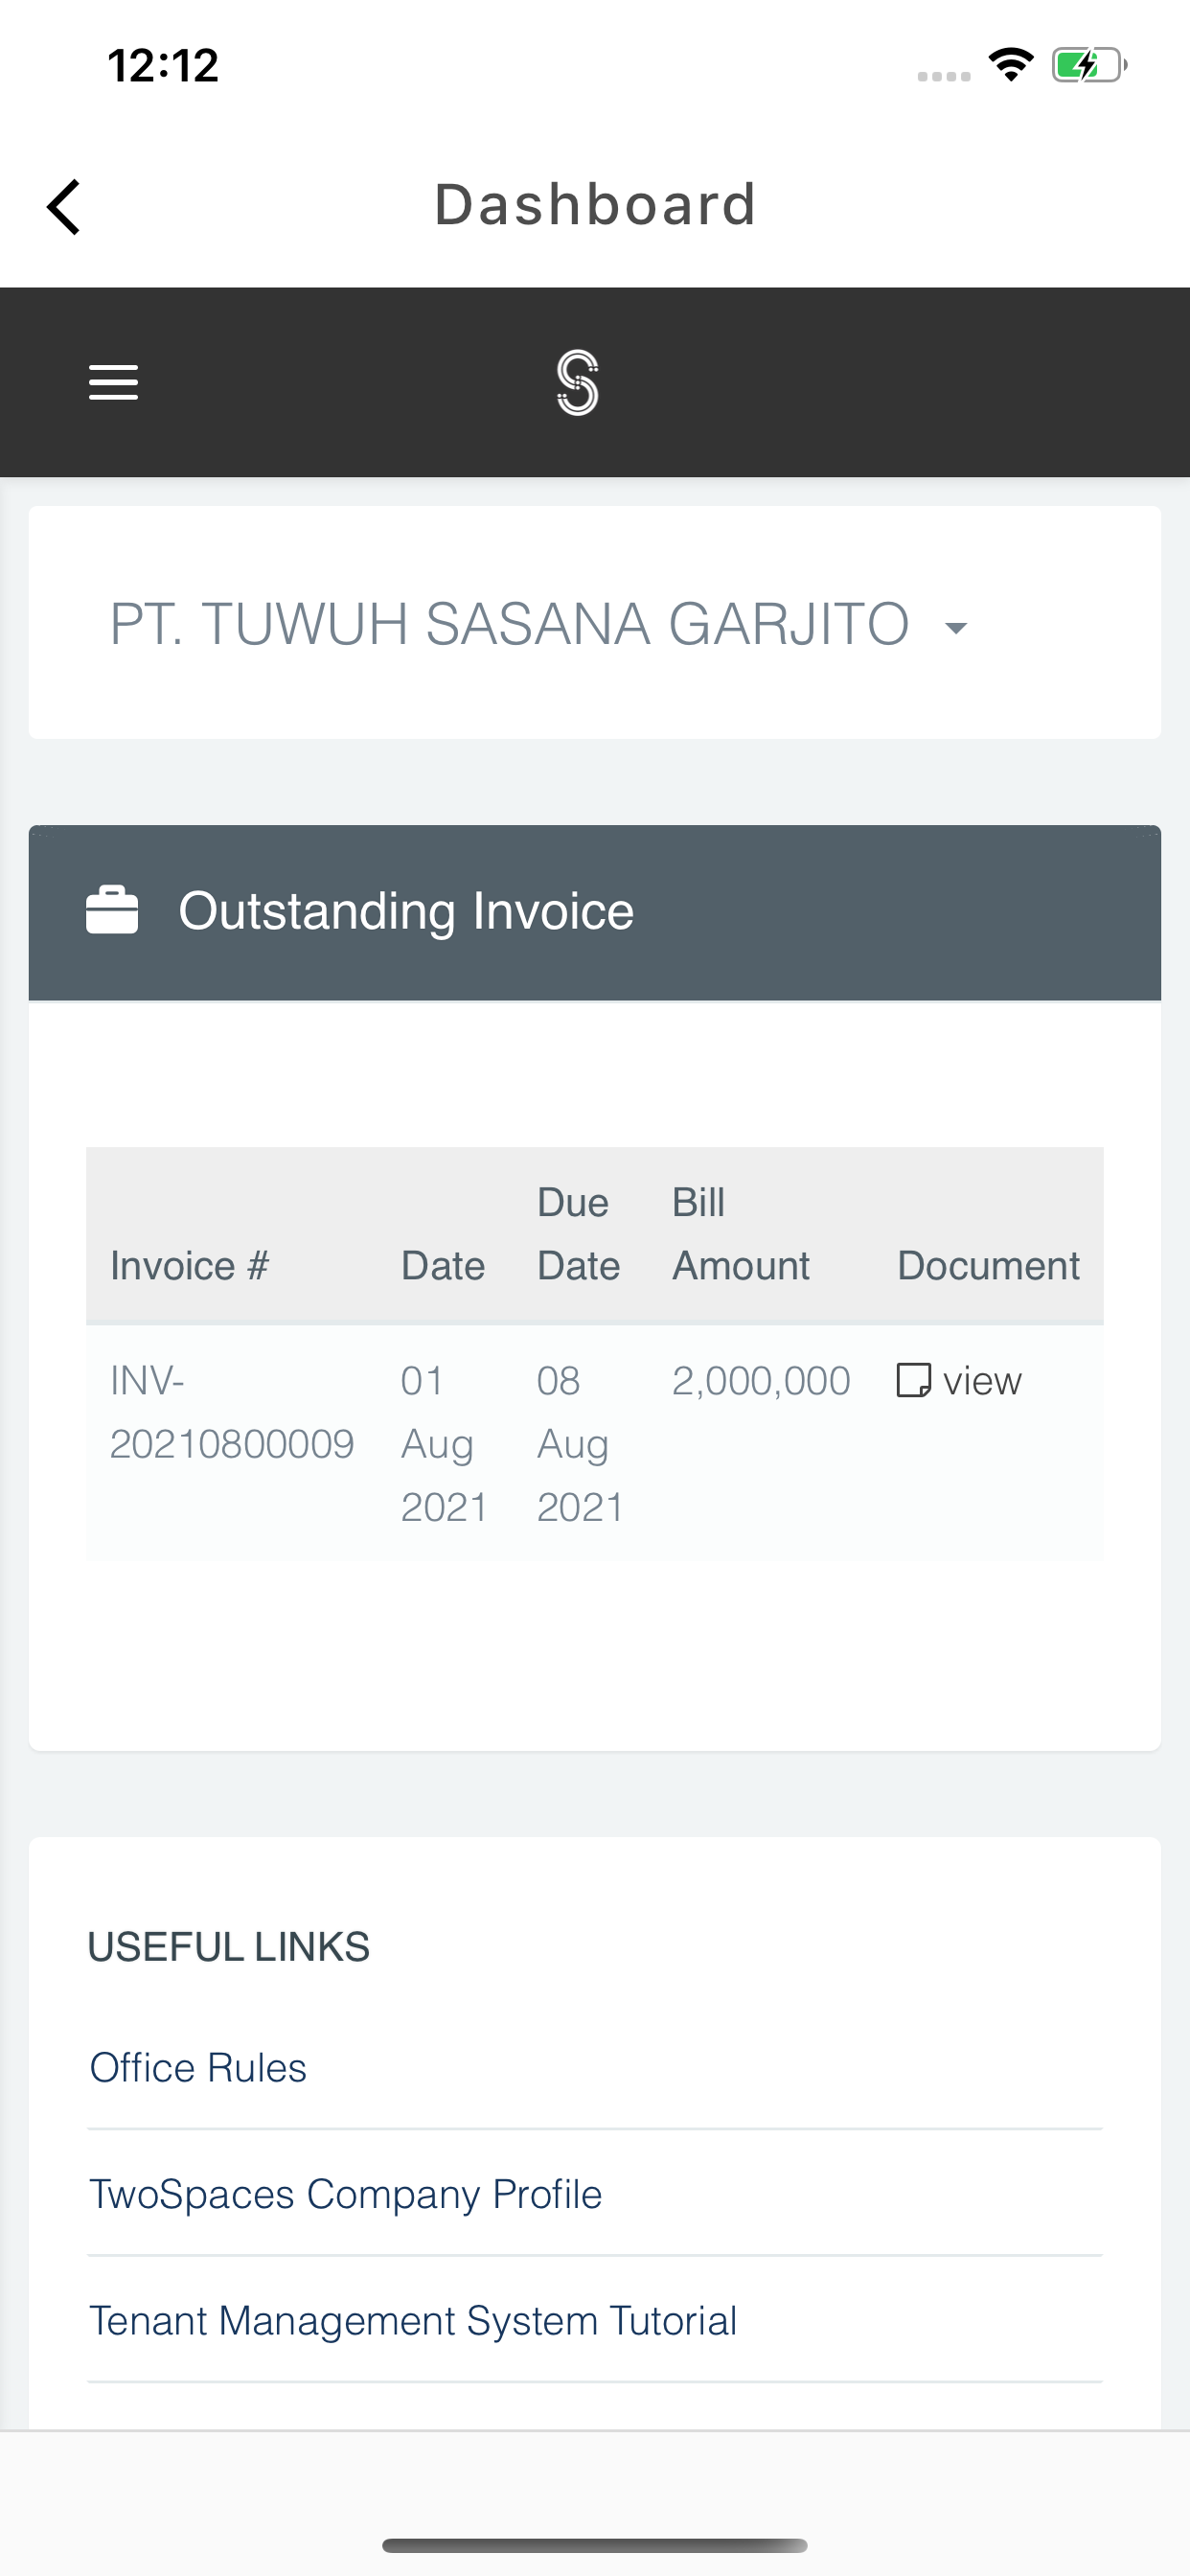 12:12
Dashboard
PT. TUWUH SASANA GARJITO
Outstanding Invoice
Invoice # Date Due Date Bill Amount Document
INV-20210800009 01 Aug 2021 08 Aug 2021 2,000,000 view
USEFUL LINKS
Office Rules
TwoSpaces Company Profile
Tenant Management System Tutorial